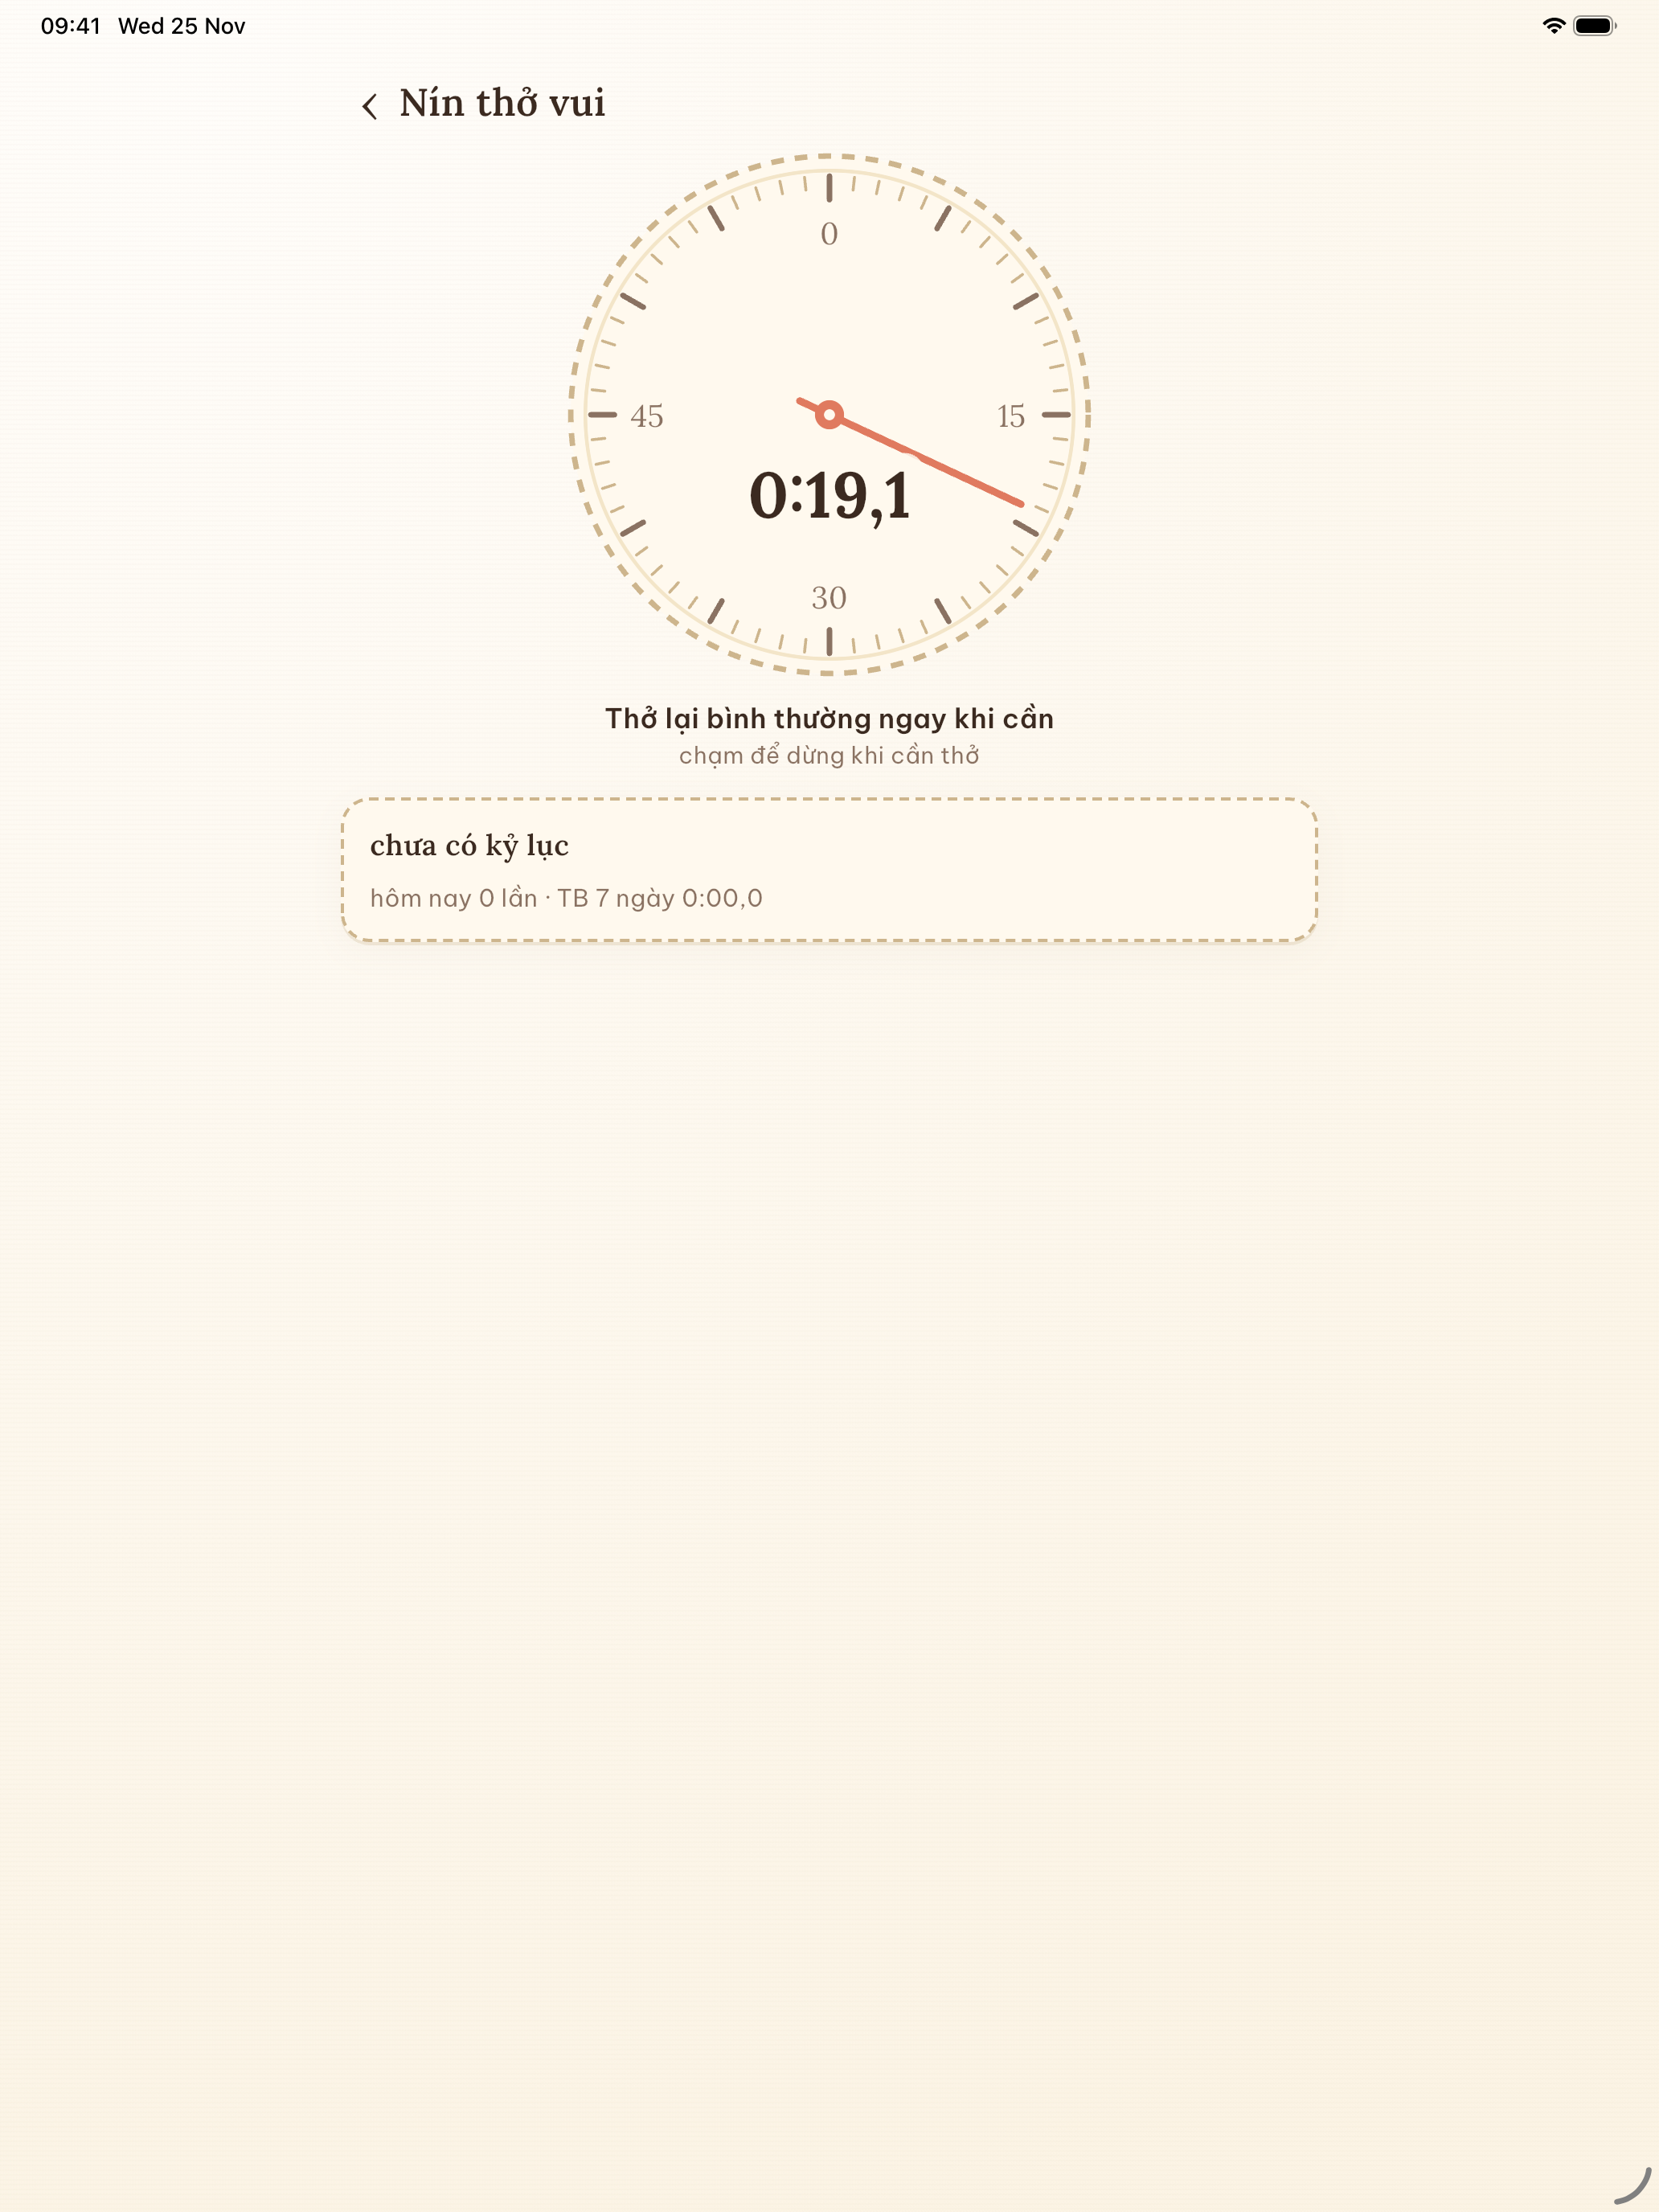 09:41 Wed 25 Nov
Nín thở vui
0
45
15
0:19,1
30
Thở lại bình thường ngay khi cần
chạm để dừng khi cần thở
chưa có kỷ lục
hôm nay 0 lần · TB 7 ngày 0:00,0